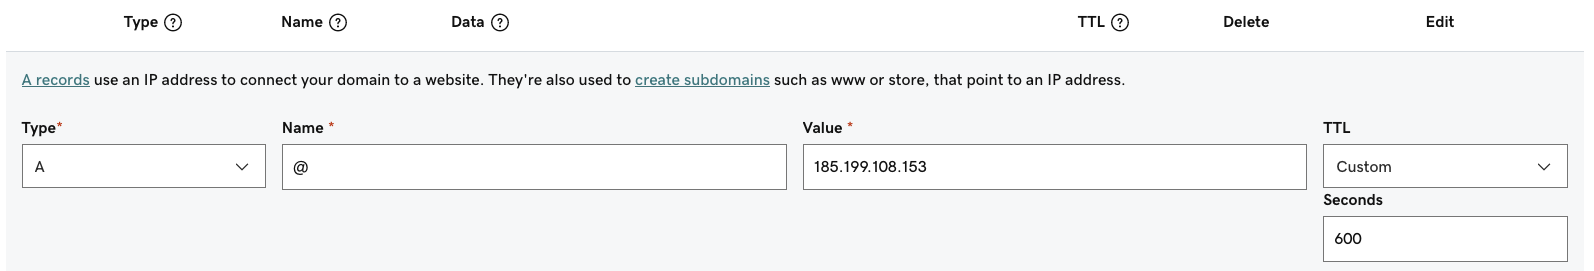 Type ? Name ? Data ? TTL ? Delete Edit
A records use an IP address to connect your domain to a website. They're also used to create subdomains such as www or store, that point to an IP address.
Type* Name * Value * TTL
A @ 185.199.108.153 Custom
Seconds
600